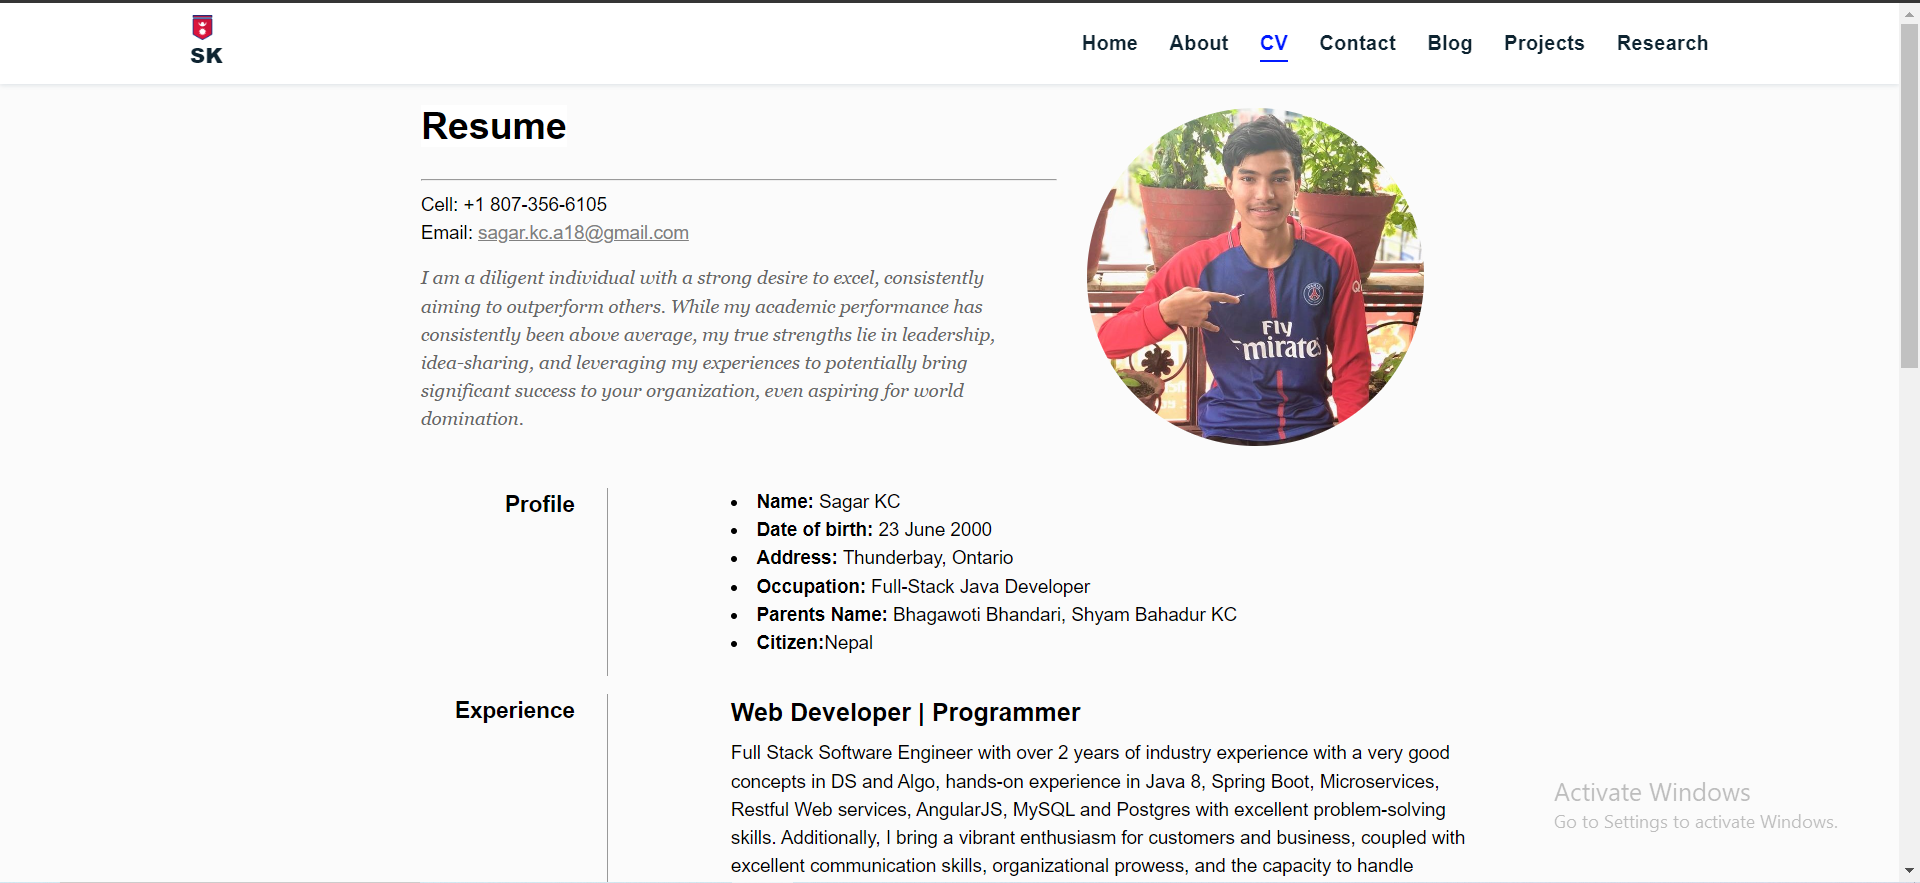 SK
Home About CV Contact Blog Projects Research
Resume
Cell: +1 807-356-6105
Email: sagar.kc.a18@gmail.com
I am a diligent individual with a strong desire to excel, consistently
aiming to outperform others. While my academic performance has
consistently been above average, my true strengths lie in leadership,
idea-sharing, and leveraging my experiences to potentially bring
significant success to your organization, even aspiring for world
domination.
Fly
mirates
Profile
Name: Sagar KC
Date of birth: 23 June 2000
Address: Thunderbay, Ontario
Occupation: Full-Stack Java Developer
Parents Name: Bhagawoti Bhandari, Shyam Bahadur KC
Citizen:Nepal
Experience
Web Developer | Programmer
Full Stack Software Engineer with over 2 years of industry experience with a very good
concepts in DS and Algo, hands-on experience in Java 8, Spring Boot, Microservices,
Restful Web services, AngularJS, MySQL and Postgres with excellent problem-solving
skills. Additionally, I bring a vibrant enthusiasm for customers and business, coupled with
excellent communication skills, organizational prowess, and the capacity to handle
Activate Windows
Go to Settings to activate Windows.